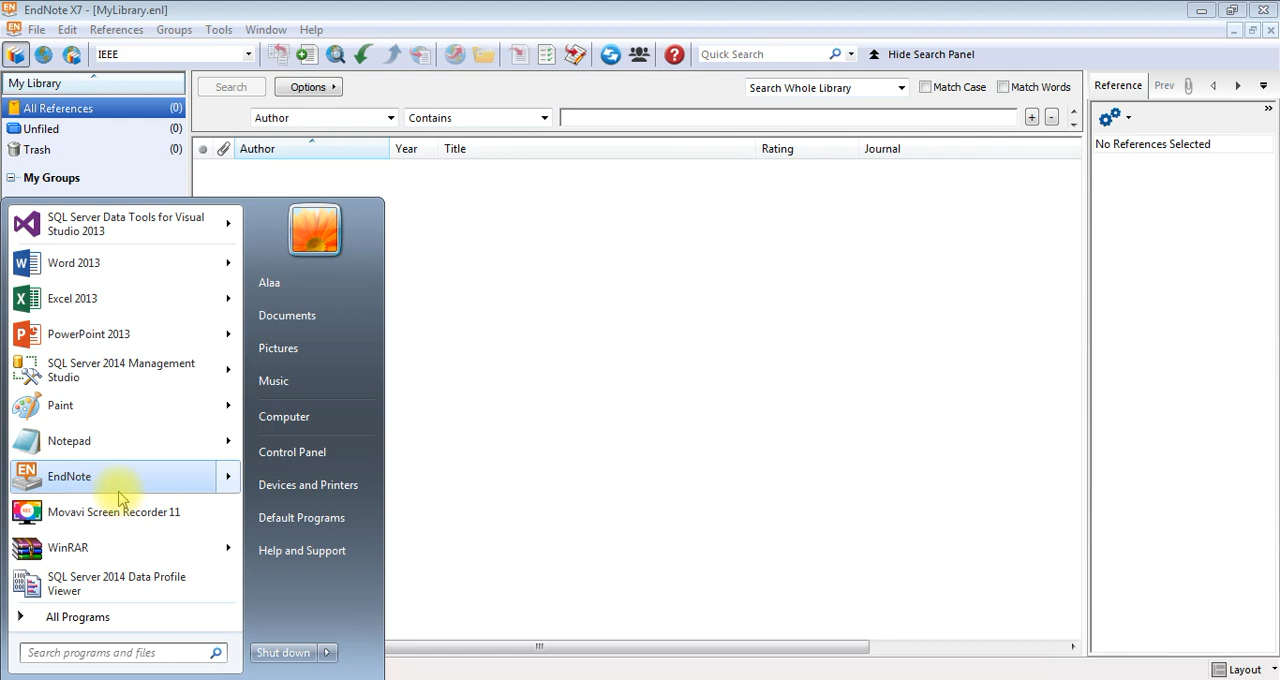 EndNote X7 - [MyLibrary.enl]
EN File Edit References Groups Tools Window Help
IEEE Quick Search Hide Search Panel
My Library
Search Options Search Whole Library Match Case Match Words
Reference Prev
All References (0)
Author Contains + -
Unfiled (0)
No References Selected
Trash (0)
Author Year Title Rating Journal
My Groups
SQL Server Data Tools for Visual
Studio 2013
Word 2013
Excel 2013
PowerPoint 2013
SQL Server 2014 Management
Studio
Paint
Notepad
EN EndNote
Movavi Screen Recorder 11
WinRAR
SQL Server 2014 Data Profile
Viewer
All Programs
Search programs and files
Alaa
Documents
Pictures
Music
Computer
Control Panel
Devices and Printers
Default Programs
Help and Support
Shut down
Layout